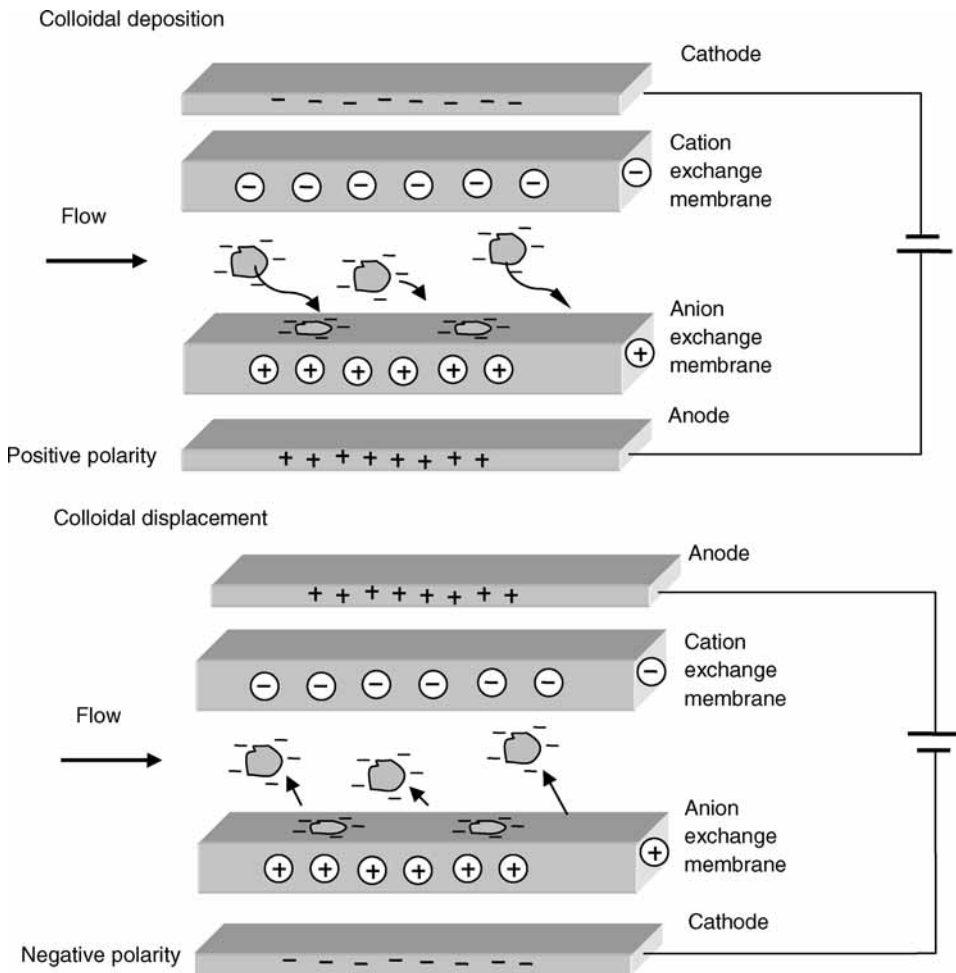 Colloidal deposition
Cathode
Cation
exchange
membrane
Flow
Anion
exchange
membrane
Anode
Positive polarity
Colloidal displacement
Anode
Cation
exchange
membrane
Flow
Anion
exchange
membrane
Cathode
Negative polarity